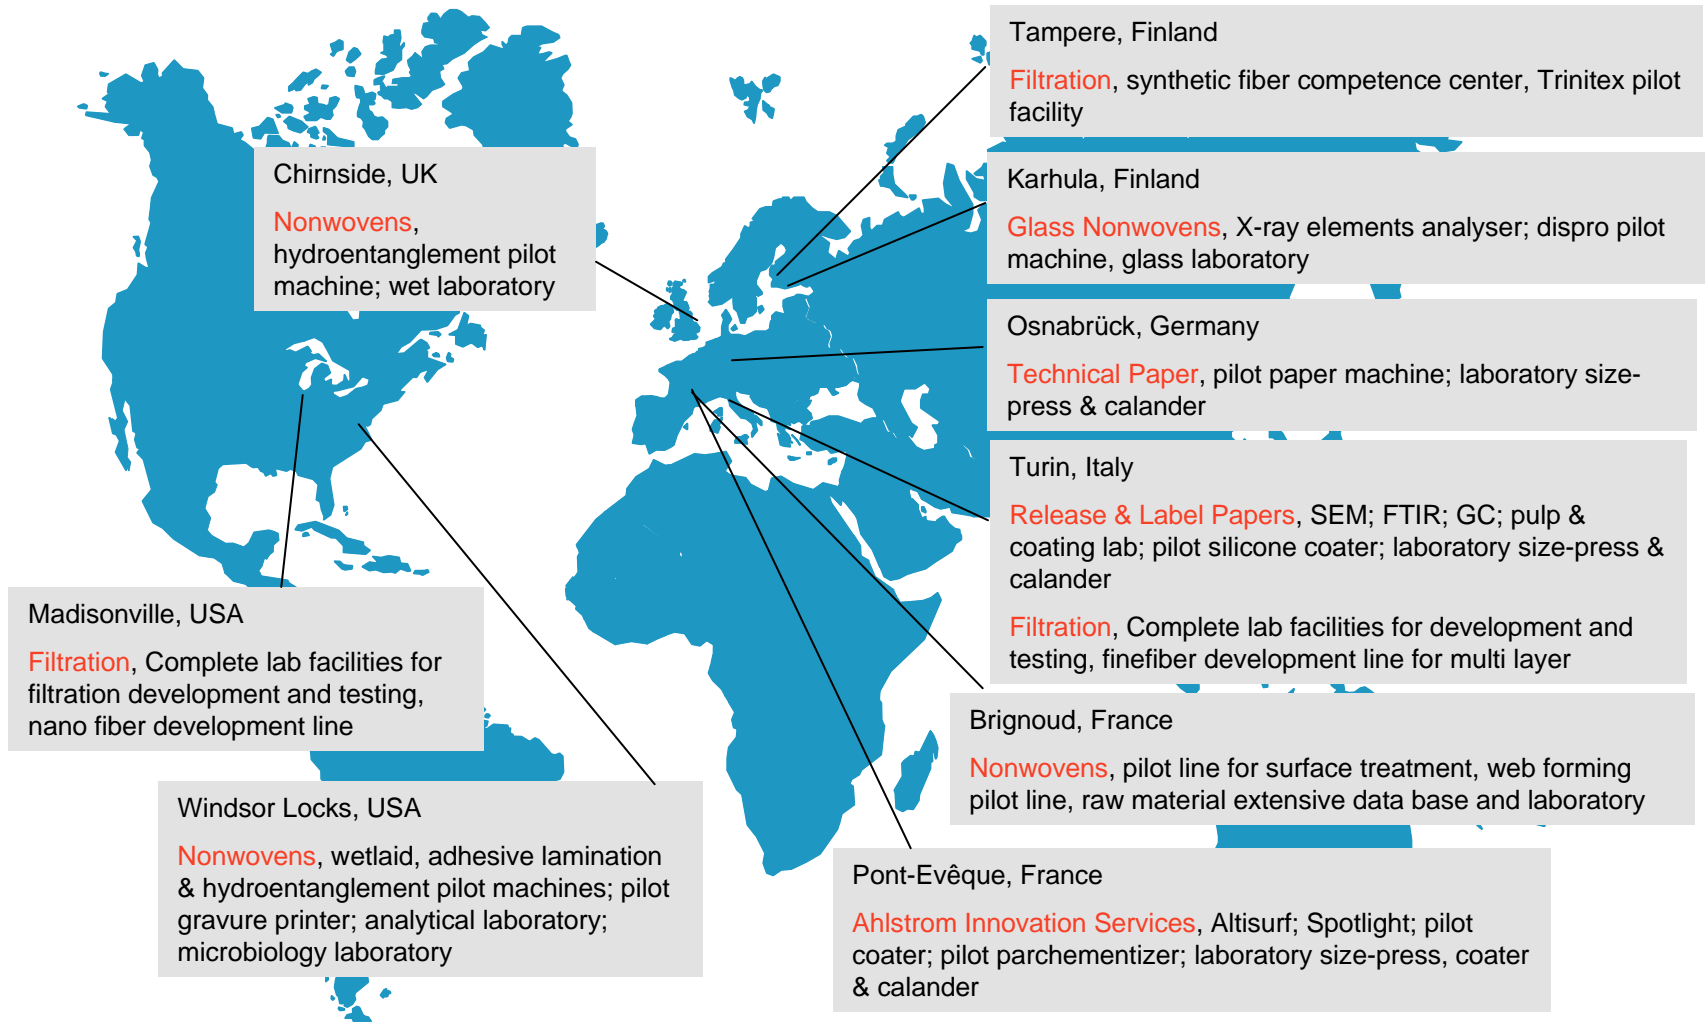 Tampere, Finland
Filtration, synthetic fiber competence center, Trinitex pilot
facility
Chirnside, UK
Nonwovens,
hydroentanglement pilot
machine; wet laboratory
Karhula, Finland
Glass Nonwovens, X-ray elements analyser; dispro pilot
machine, glass laboratory
Osnabrück, Germany
Technical Paper, pilot paper machine; laboratory size-
press & calander
Turin, Italy
Release & Label Papers, SEM; FTIR; GC; pulp &
coating lab; pilot silicone coater; laboratory size-press &
calander
Filtration, Complete lab facilities for development and
testing, finefiber development line for multi layer
Madisonville, USA
Filtration, Complete lab facilities for
filtration development and testing,
nano fiber development line
Brignoud, France
Nonwovens, pilot line for surface treatment, web forming
pilot line, raw material extensive data base and laboratory
Windsor Locks, USA
Nonwovens, wetlaid, adhesive lamination
& hydroentanglement pilot machines; pilot
gravure printer; analytical laboratory;
microbiology laboratory
Pont-Evêque, France
Ahlstrom Innovation Services, Altisurf; Spotlight; pilot
coater; pilot parchementizer; laboratory size-press, coater
& calander